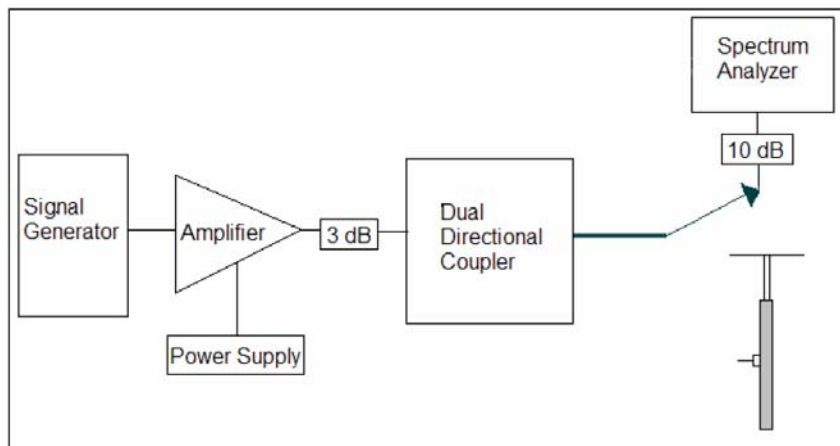 Spectrum
Analyzer
10 dB
Signal
Generator
Amplifier
3 dB
Dual
Directional
Coupler
Power Supply